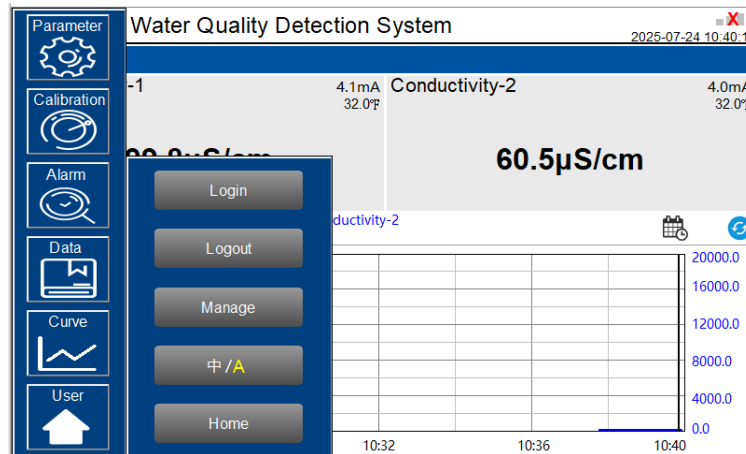 Parameter
Water Quality Detection System
2025-07-24 10:40:1
Calibration
-1
4.1mA
32.0℉
Conductivity-2
4.0mA
32.0℉
60.5μS/cm
Alarm
Login
ductivity-2
Data
Logout
20000.0
Manage
16000.0
Curve
12000.0
中/A
8000.0
User
4000.0
Home
0.0
10:32
10:36
10:40